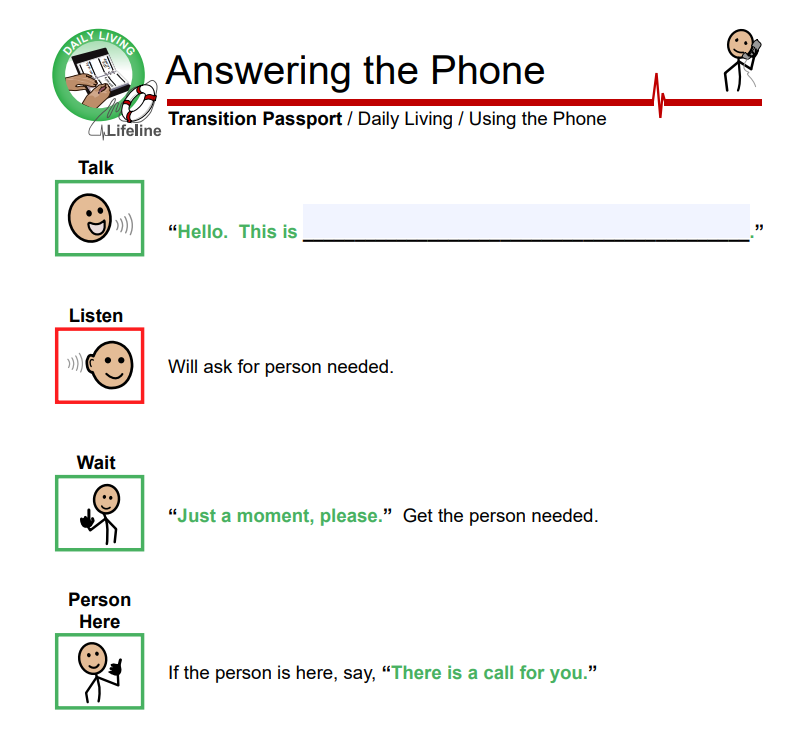 DAILY LIVING
Lifeline
Answering the Phone
Transition Passport / Daily Living / Using the Phone
Talk
“Hello.  This is ______________________________.”
Listen
Will ask for person needed.
Wait
“Just a moment, please.”  Get the person needed.
Person
Here
If the person is here, say, “There is a call for you.”